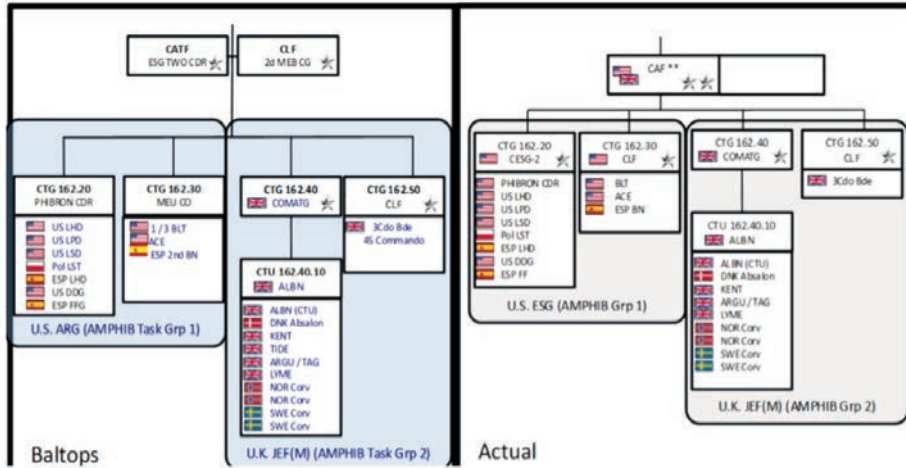 CATF
ESG TWO CDR
CLF
2d MEB CG
CTG 162.20
PHIBRON CDR
US LHD
US LPD
US LSD
Pol LST
ESP LHD
US DDG
ESP FFG
CTG 162.30
MEU CO
1 / 3 BLT
ACE
ESP 2nd BN
U.S. ARG (AMPHIB Task Grp 1)
CTG 162.40
COMATG
CTG 162.50
CLF
3Cdo Bde
45 Commando
CTU 162.40.10
ALBN
ALBN (CTU)
DNK Absalon
KENT
TIDE
ARGU / TAG
LYME
NOR Corv
NOR Corv
SWE Corv
SWE Corv
U.K. JEF(M) (AMPHIB Task Grp 2)
Baltops
CAF **
CTG 162.20
CESG-2
PHIBRON CDR
US LHD
US LPD
US LSD
Pol LST
ESP LHD
US DDG
ESP FF
CTG 162.30
CLF
BLT
ACE
ESP BN
U.S. ESG (AMPHIB Grp 1)
CTG 162.40
COMATG
CTG 162.50
CLF
3Cdo Bde
CTU 162.40.10
ALBN
ALBN (CTU)
DNK Absalon
KENT
ARGU / TAG
LYME
NOR Corv
NOR Corv
SWE Corv
SWE Corv
U.K. JEF(M) (AMPHIB Grp 2)
Actual